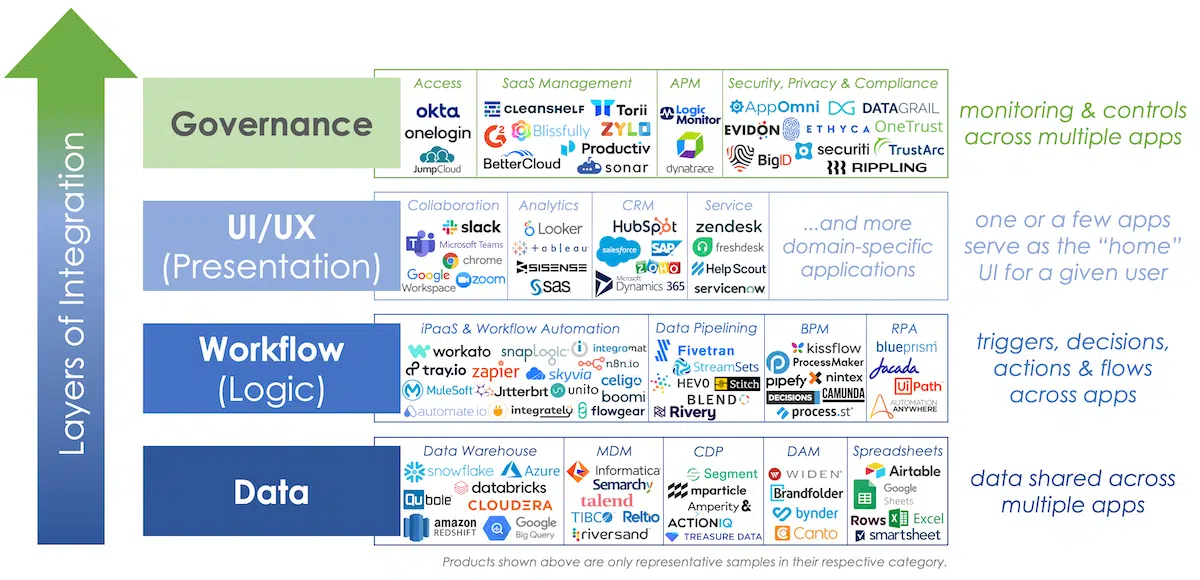 Layers of Integration
Governance
Access
okta
onelogin
JumpCloud
SaaS Management
CLEANSHELF
Torii
G2
Blissfully
ZYLO
Productiv
BetterCloud
sonar
APM
Logic
Monitor
dynatrace
Security, Privacy & Compliance
AppOmni
DATAGRAIL
EVIDON
ETHYCA
OneTrust
BigID
securiti
TrustArc
RIPPLING
monitoring & controls
across multiple apps
UI/UX
(Presentation)
Collaboration
slack
Microsoft Teams
chrome
Google
Workspace
zoom
Analytics
Looker
+ a b l e a u
SISENSE
sas
CRM
HubSpot
salesforce
SAP
ZOHO
Microsoft
Dynamics 365
Service
zendesk
freshdesk
Help Scout
servicenow
...and more
domain-specific
applications
one or a few apps
serve as the “home”
UI for a given user
Workflow
(Logic)
iPaaS & Workflow Automation
workato
snapLogic
integromat
tray.io
zapier
n8n.io
skyvia
celigo
MuleSoft
Jitterbit
unito
boomi
automate.io
integrately
flowgear
Data Pipelining
Fivetran
StreamSets
HEVO
Stitch
BLEND
Rivery
BPM
kissflow
ProcessMaker
pipefy
nintex
DECISIONS
CAMUNDA
process.st
RPA
blueprism
Jacada
UiPath
AUTOMATION
ANYWHERE
triggers, decisions,
actions & flows
across apps
Data
Data Warehouse
snowflake
Azure
Qubole
databricks
CLOUDERA
amazon
REDSHIFT
Google
Big Query
MDM
Informatica
Semarchy
talend
TIBCO
Reltio
riversand
CDP
Segment
mparticle
Amperity &
ACTIONIQ
TREASURE DATA
DAM
WIDEN
Brandfolder
bynder
Canto
Spreadsheets
Airtable
Google
Sheets
Rows
Excel
smartsheet
data shared across
multiple apps
Products shown above are only representative samples in their respective category.